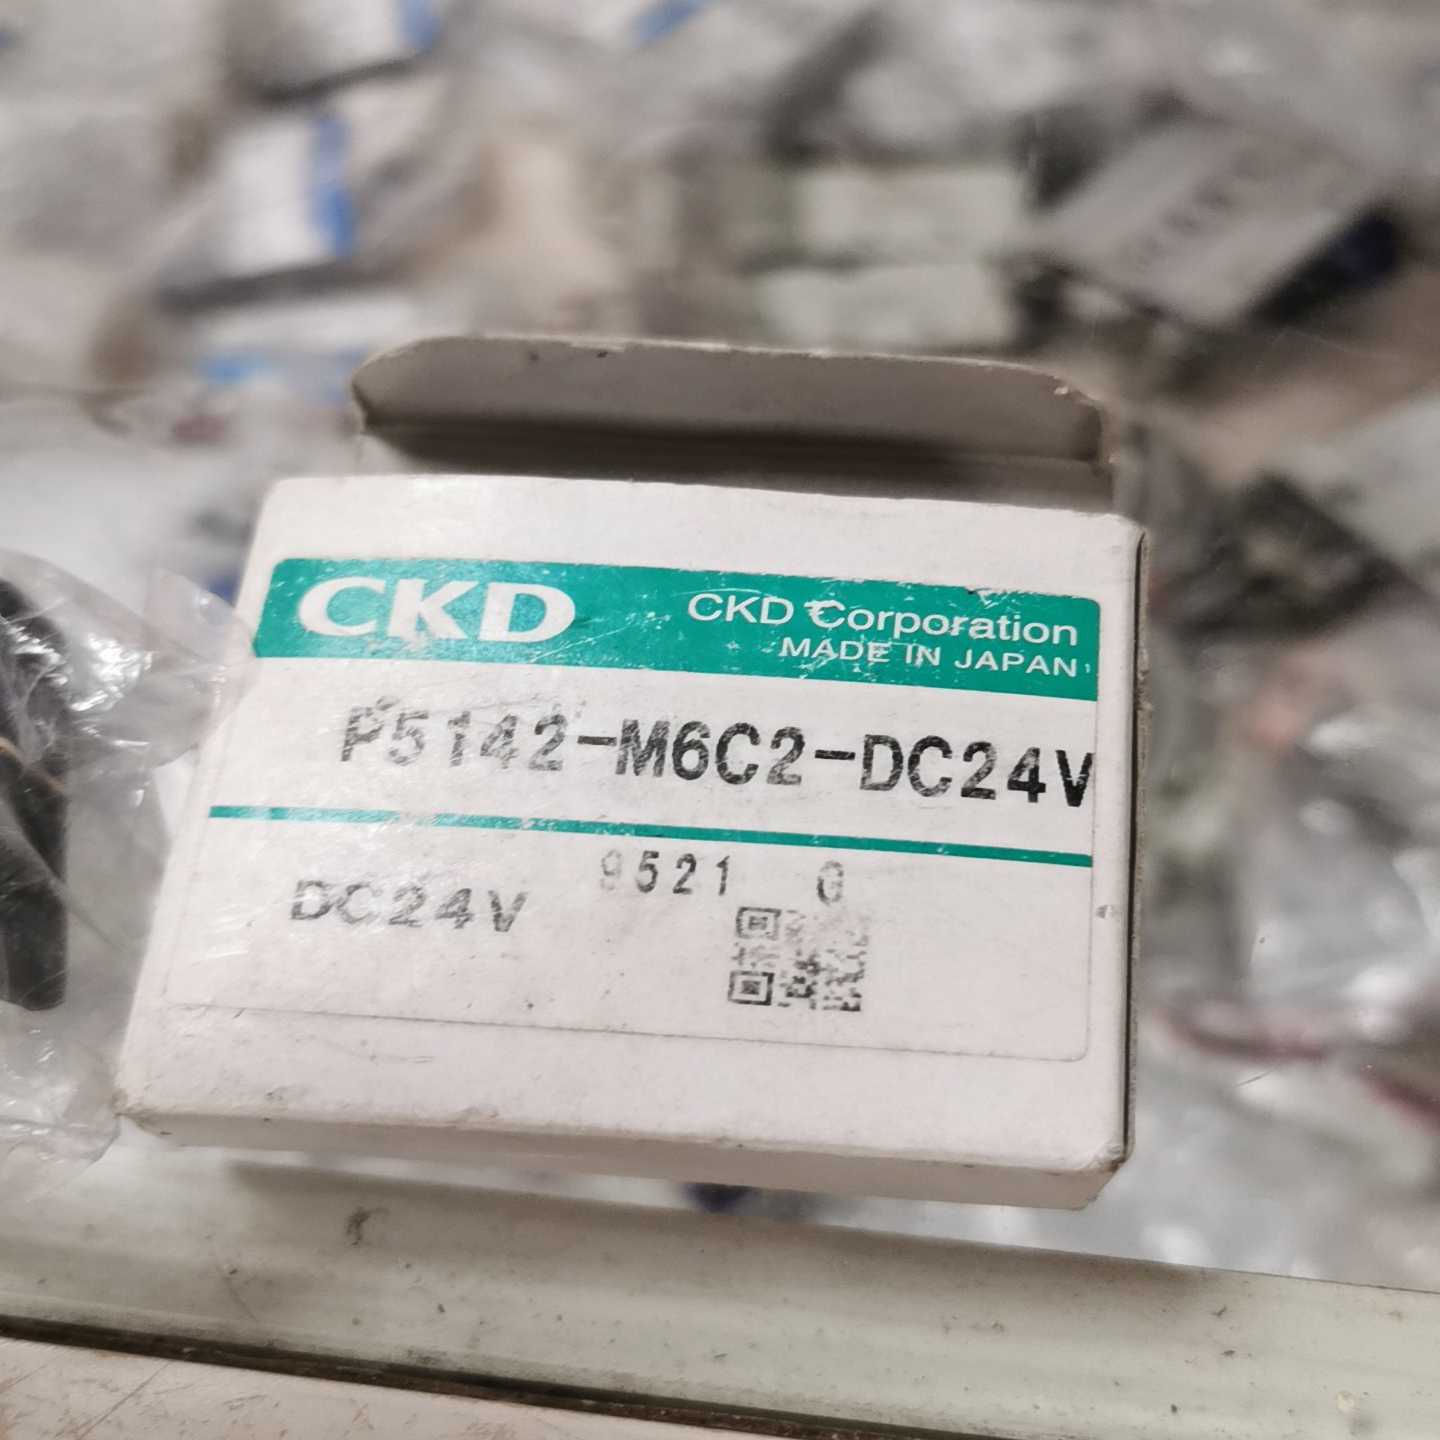 CKD
CKD Corporation
MADE IN JAPAN
P5142-M6C2-DC24V
9521 G
DC24V